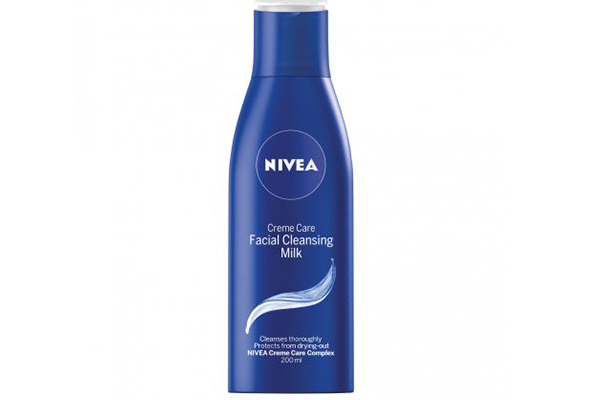 NIVEA
Creme Care
Facial Cleansing
Milk
Cleanses thoroughly
Protects from drying-out
NIVEA Creme Care Complex
200 ml